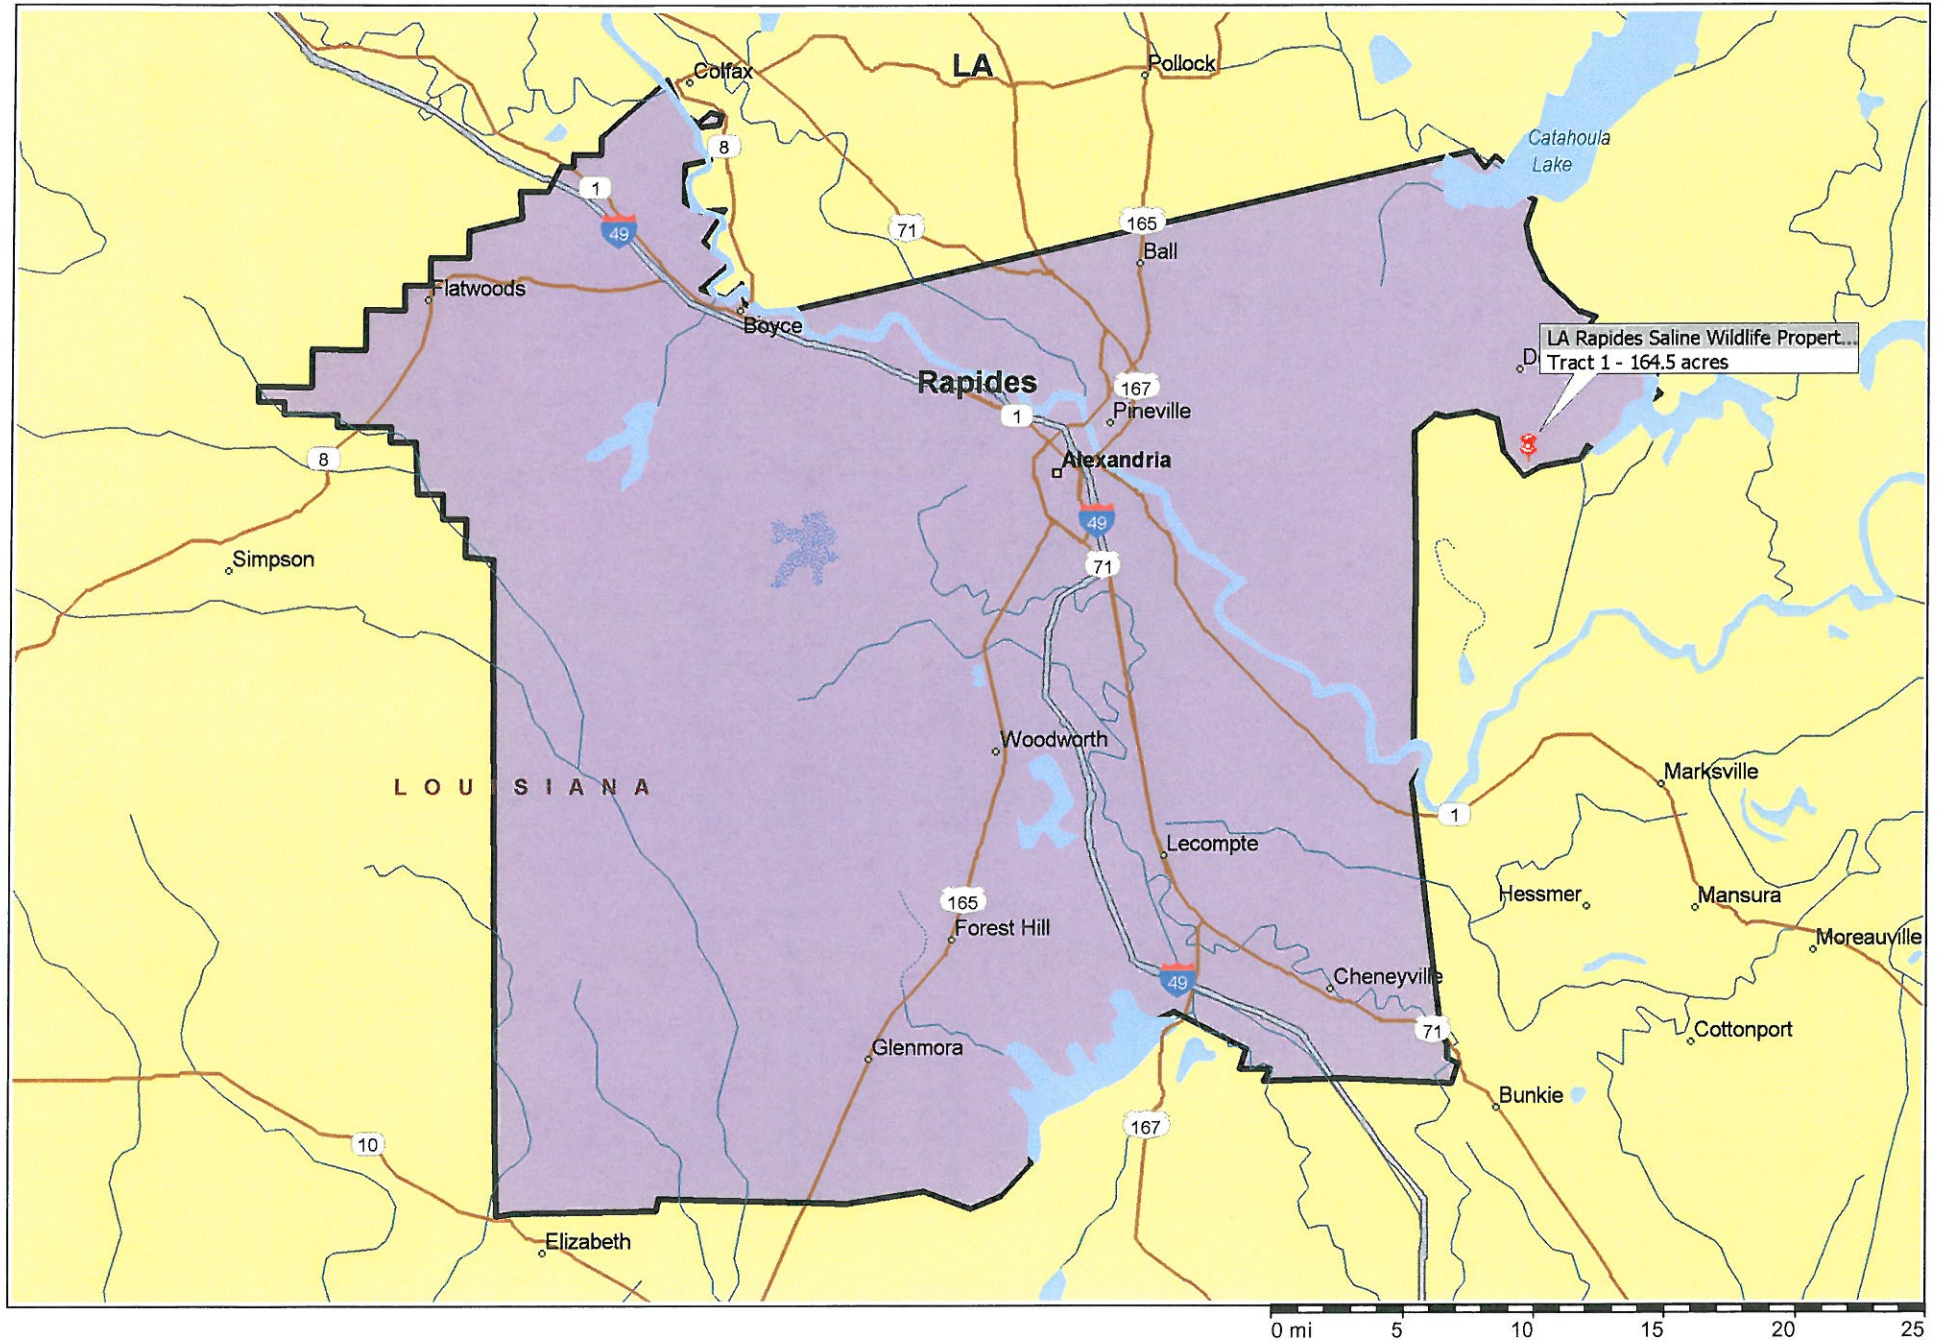 LA
Colfax
Pollock
8
Catahoula
Lake
1
49
71
165
Ball
Flatwoods
Boyce
LA Rapides Saline Wildlife Propert...
Tract 1 - 164.5 acres
D
Rapides
167
1
Pineville
8
Alexandria
49
Simpson
71
Woodworth
LOUISIANA
Marksville
1
Lecompte
Hessmer
Mansura
165
Forest Hill
Moreauville
49
Cheneyville
71
Cottonport
Glenmora
Bunkie
167
10
Elizabeth
0 mi 5 10 15 20 25